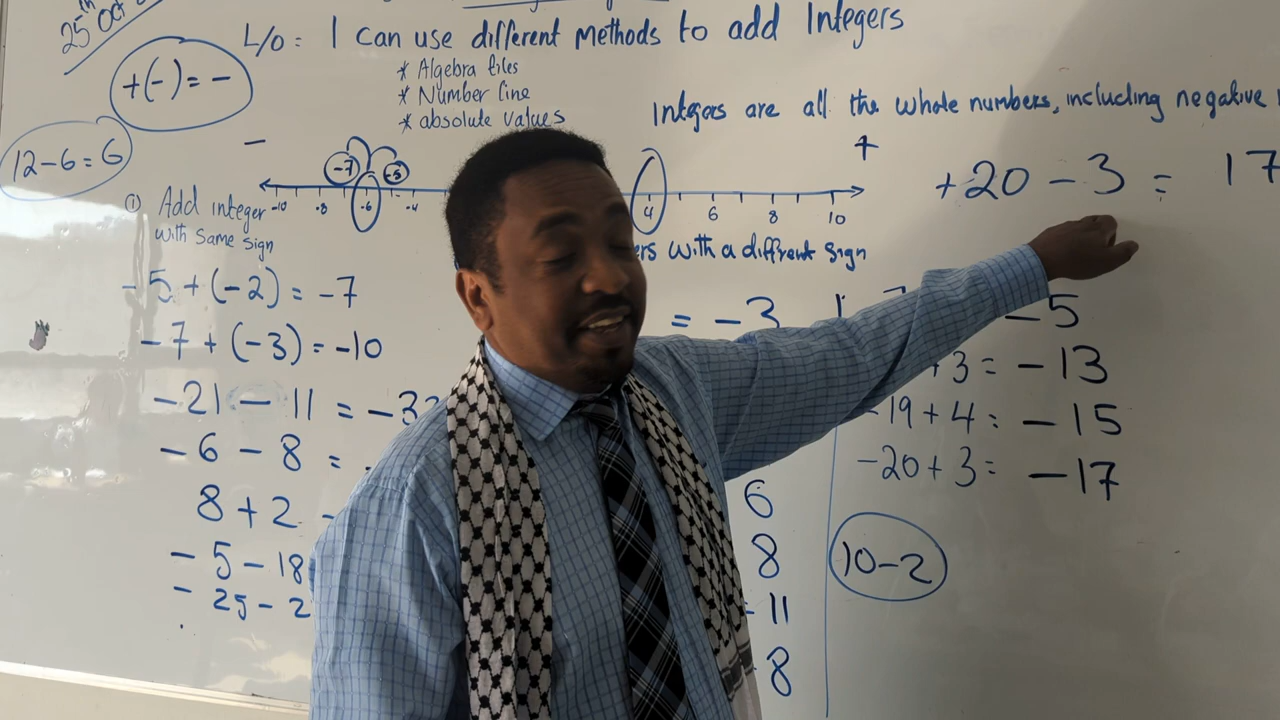 25th Oct
L/O = I can use different Methods to add Integers
+(-) = -
* Algebra tiles
* Number line
* absolute values
Integers are all the whole numbers, including negative
12-6=6
- -7 -5 +
+20 - 3 = 17
-10 -8 -6 -4 4 6 8 10
① Add integer
with same sign
with a different sign
-5+(-2) = -7
= -3
-5
-7+(-3) = -10
+3 = -13
-21 - 11 =
-19+4 = -15
-6 - 8 =
-20+3 = -17
8+2
6
-5-18
8
10-2
-25-2
-11
8